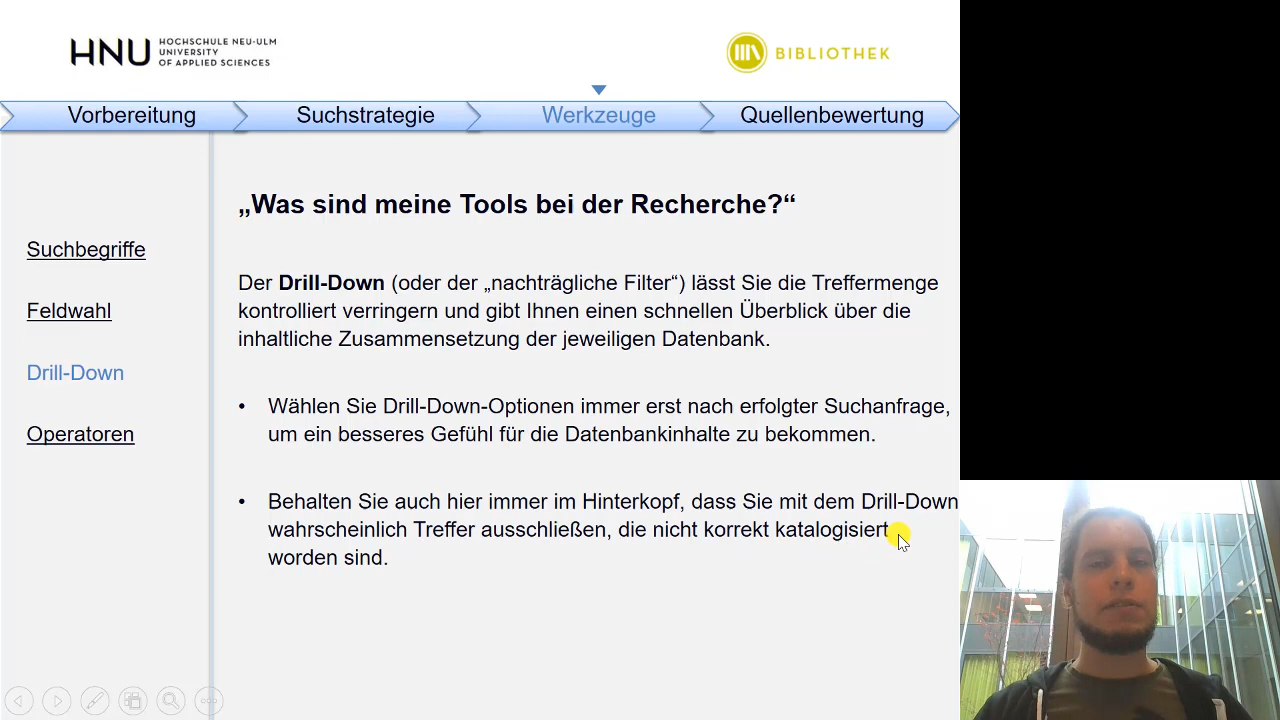 HNU HOCHSCHULE NEU-ULM
UNIVERSITY
OF APPLIED SCIENCES
BIBLIOTHEK
Vorbereitung
Suchstrategie
Werkzeuge
Quellenbewertung
Suchbegriffe
Feldwahl
Drill-Down
Operatoren
„Was sind meine Tools bei der Recherche?“
Der Drill-Down (oder der „nachträgliche Filter“) lässt Sie die Treffermenge
kontrolliert verringern und gibt Ihnen einen schnellen Überblick über die
inhaltliche Zusammensetzung der jeweiligen Datenbank.
• Wählen Sie Drill-Down-Optionen immer erst nach erfolgter Suchanfrage,
um ein besseres Gefühl für die Datenbankinhalte zu bekommen.
• Behalten Sie auch hier immer im Hinterkopf, dass Sie mit dem Drill-Down
wahrscheinlich Treffer ausschließen, die nicht korrekt katalogisiert
worden sind.